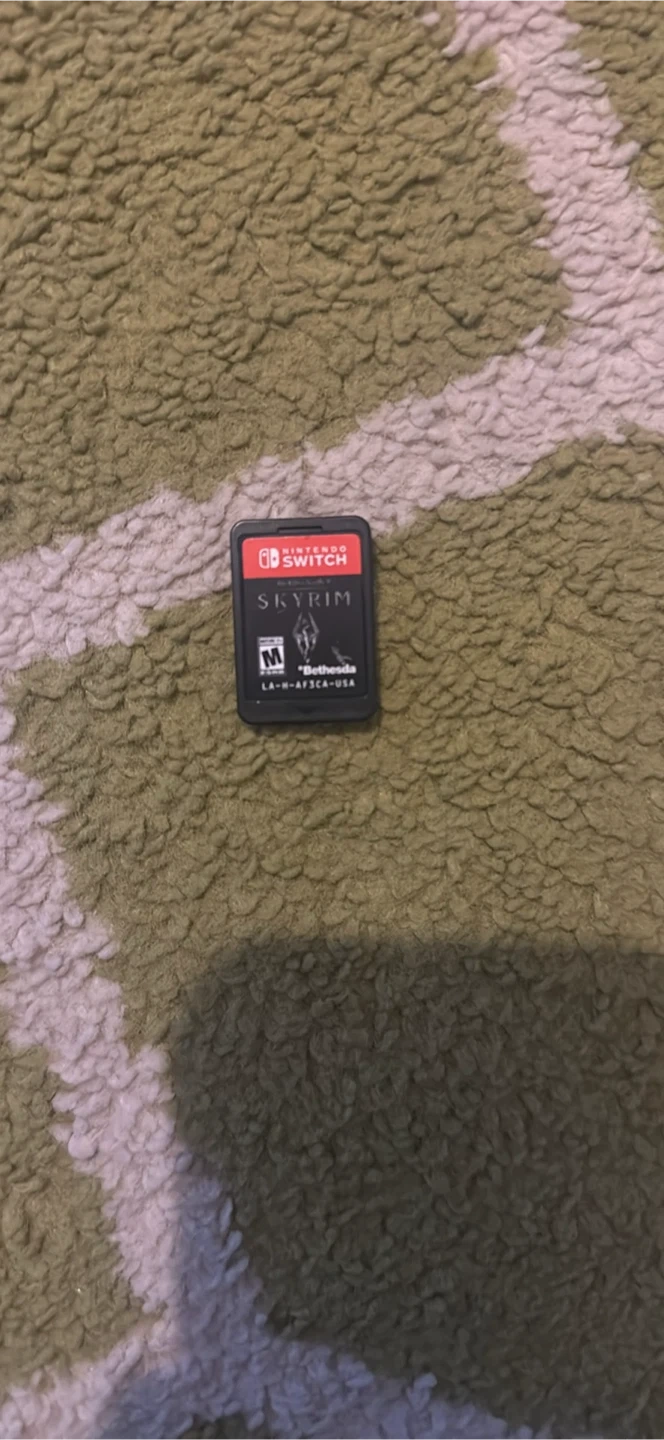 NINTENDO
SWITCH
SKYRIM
M
Bethesda
LA-H-AF3CA-USA